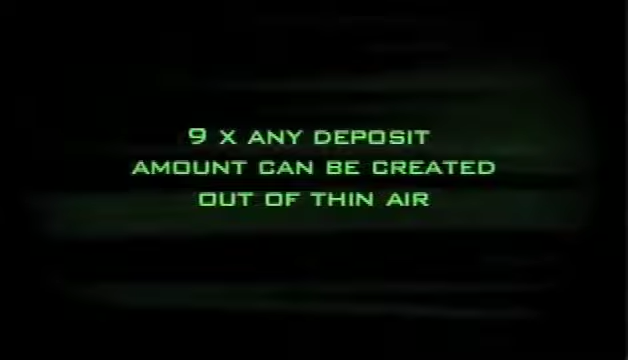 9 X ANY DEPOSIT
AMOUNT CAN BE CREATED
OUT OF THIN AIR